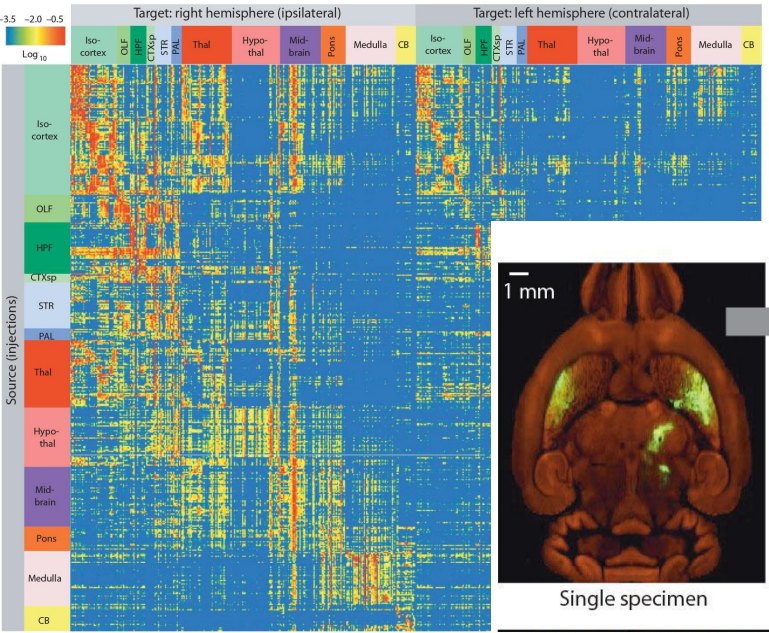 Target: right hemisphere (ipsilateral)
Target: left hemisphere (contralateral)
–3.5 –2.0 –0.5
Log10
Iso-
cortex
OLF
HPF
CTXsp
STR
PAL
Thal
Hypo-
thal
Mid-
brain
Pons
Medulla
CB
Iso-
cortex
OLF
HPF
CTXsp
STR
PAL
Thal
Hypo-
thal
Mid-
brain
Pons
Medulla
CB
Source (injections)
Iso-
cortex
OLF
HPF
CTXsp
STR
PAL
Thal
Hypo-
thal
Mid-
brain
Pons
Medulla
CB
1 mm
Single specimen